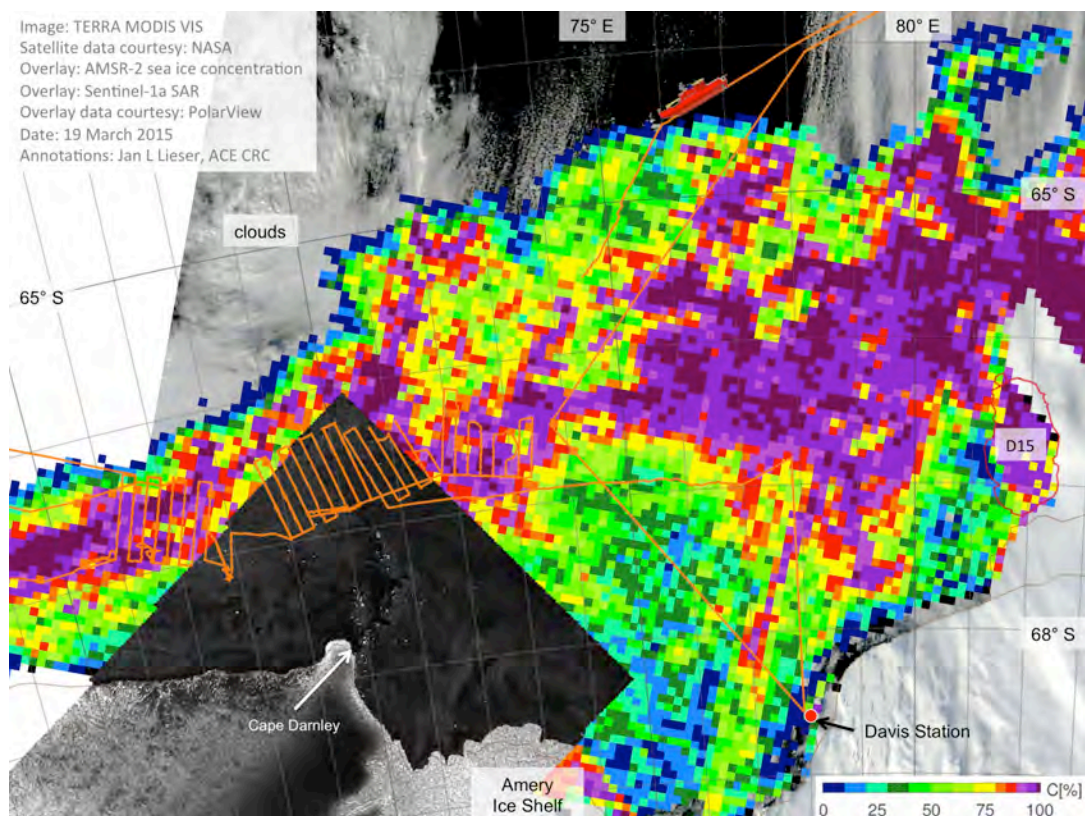 Image: TERRA MODIS VIS
Satellite data courtesy: NASA
Overlay: AMSR-2 sea ice concentration
Overlay: Sentinel-1a SAR
Overlay data courtesy: PolarView
Date: 19 March 2015
Annotations: Jan L Lieser, ACE CRC
75° E
80° E
65° S
clouds
65° S
D15
68° S
Cape Darnley
Davis Station
Amery
Ice Shelf
C[%]
0 25 50 75 100